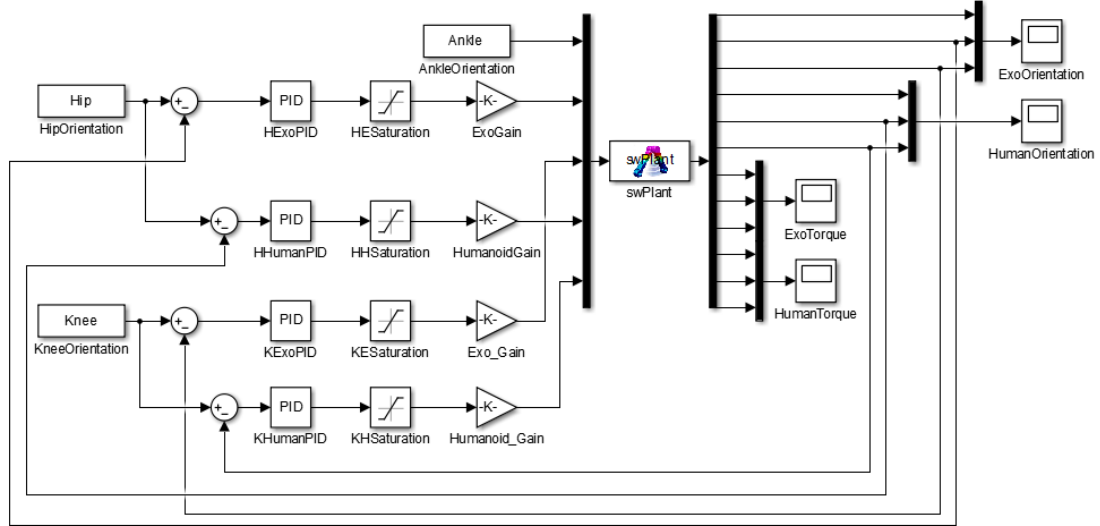 Ankle
AnkleOrientation
ExoOrientation
Hip
HipOrientation
+
-
PID
HExoPID
HESaturation
-K-
ExoGain
HumanOrientation
swPlant
swPlant
+
-
PID
HHumanPID
HHSaturation
-K-
HumanoidGain
ExoTorque
Knee
KneeOrientation
+
-
PID
KExoPID
KESaturation
-K-
Exo_Gain
HumanTorque
+
-
PID
KHumanPID
KHSaturation
-K-
Humanoid_Gain